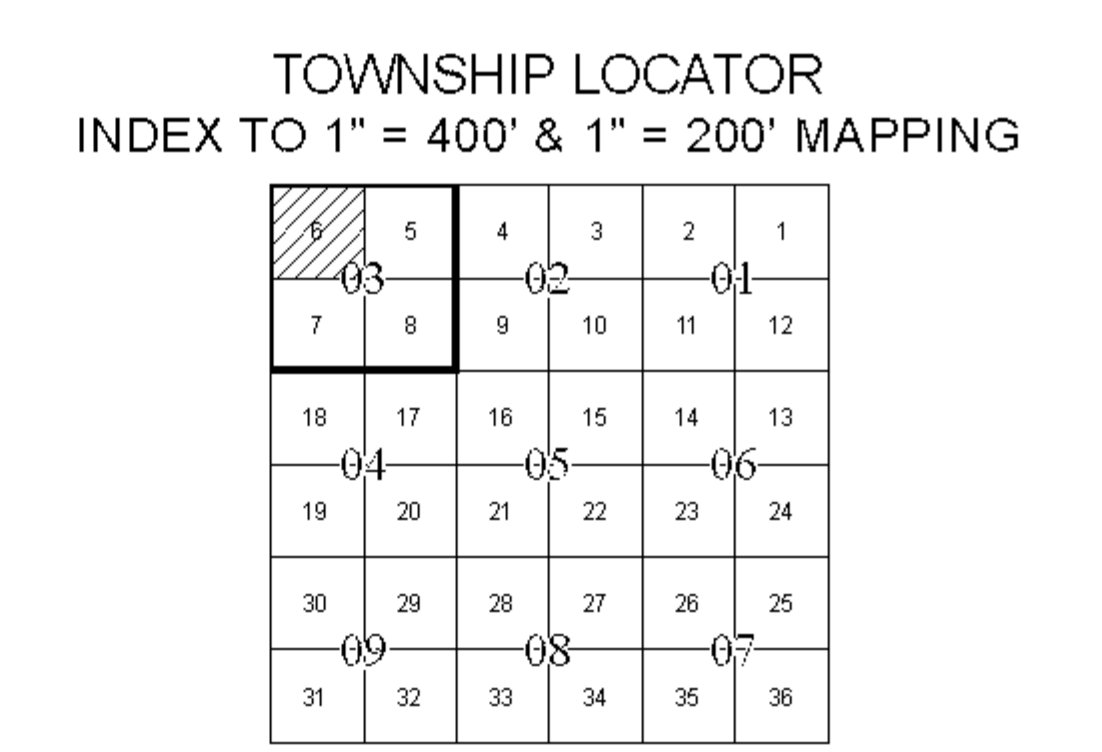 TOWNSHIP LOCATOR
INDEX TO 1" = 400' & 1" = 200' MAPPING
6 5 4 3 2 1
03 02 01
7 8 9 10 11 12
18 17 16 15 14 13
04 05 06
19 20 21 22 23 24
30 29 28 27 26 25
09 08 07
31 32 33 34 35 36